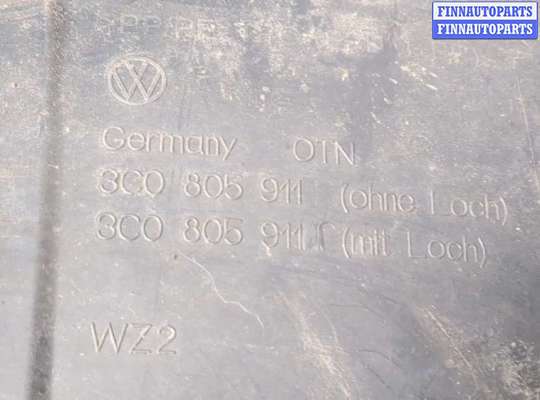 FINNAUTOPARTS
FINNAUTOPARTS
VW
Germany OTN
3C0 805 911 (ohne Loch)
3C0 805 911 (mit Loch)
WZ2